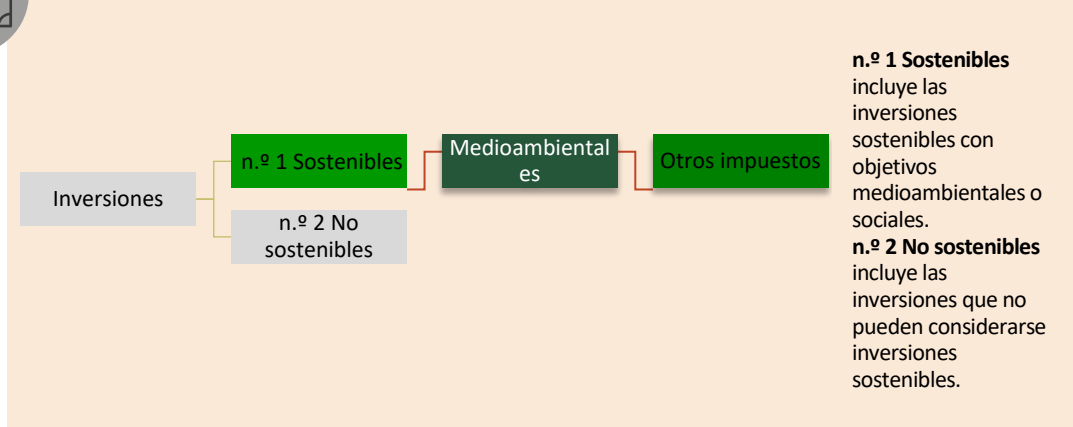 Inversiones
n.º 1 Sostenibles
n.º 2 No
sostenibles
Medioambiental
es
Otros impuestos
n.º 1 Sostenibles
incluye las
inversiones
sostenibles con
objetivos
medioambientales o
sociales.
n.º 2 No sostenibles
incluye las
inversiones que no
pueden considerarse
inversiones
sostenibles.